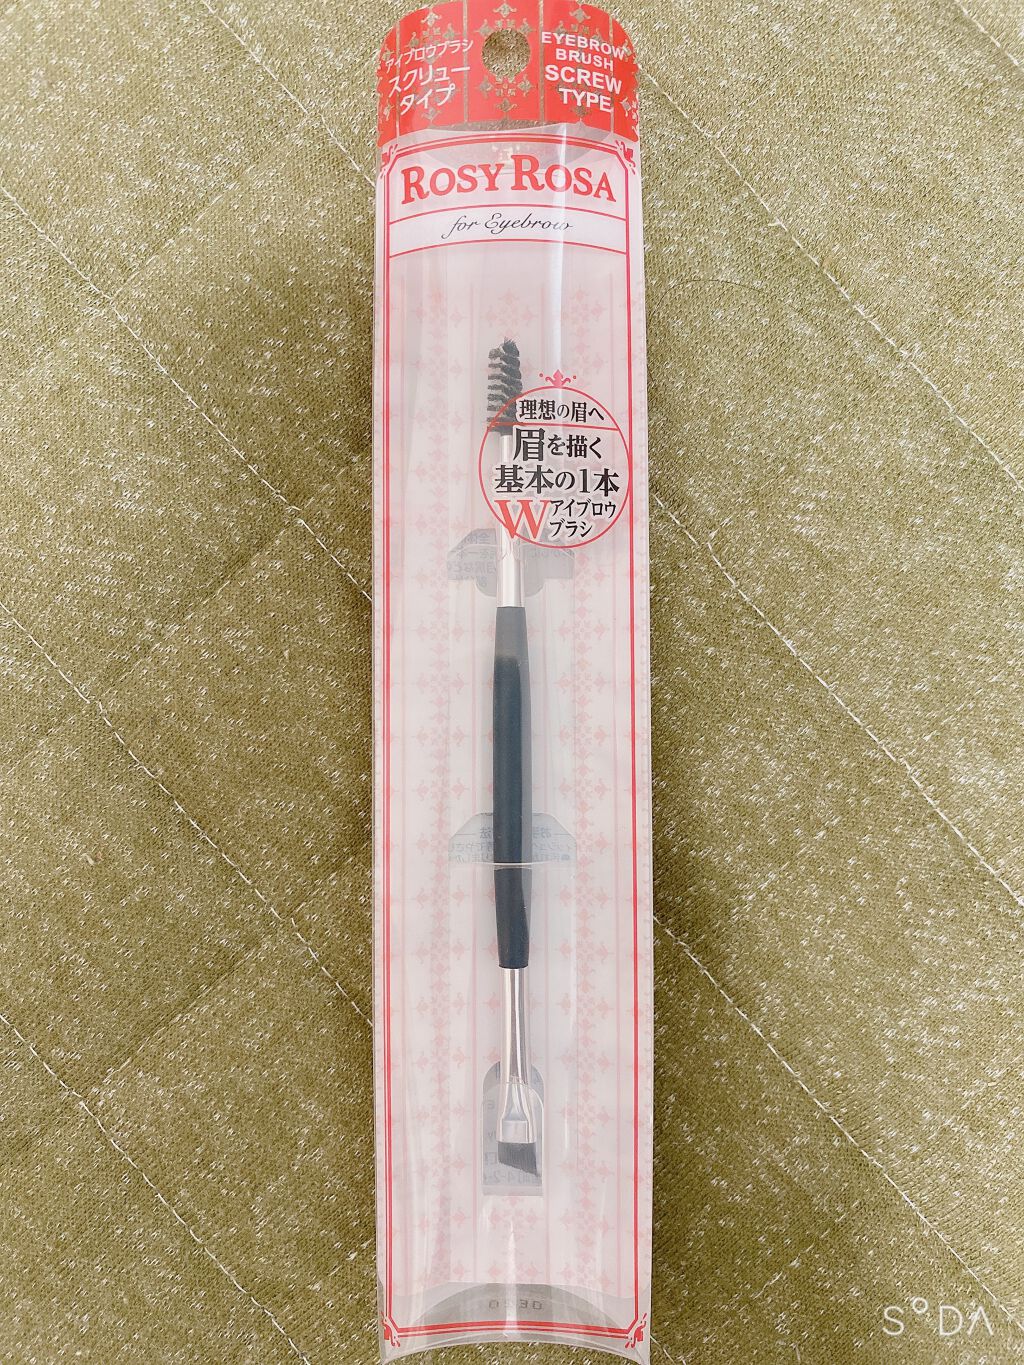 アイブロウブラシ
スクリュー
タイプ
EYEBROW
BRUSH
SCREW
TYPE
ROSY ROSA
for Eyebrow
理想の眉へ
眉を描く
基本の1本
Wアイブロウ
ブラシ
SODA